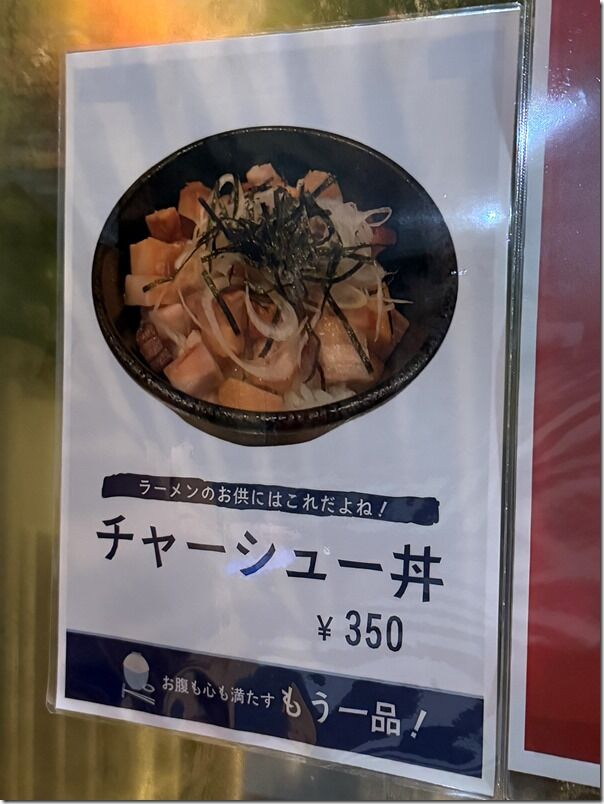 ラーメンのお供にはこれだよね！
チャーシュー丼
¥ 350
お腹も心も満たす もう一品！